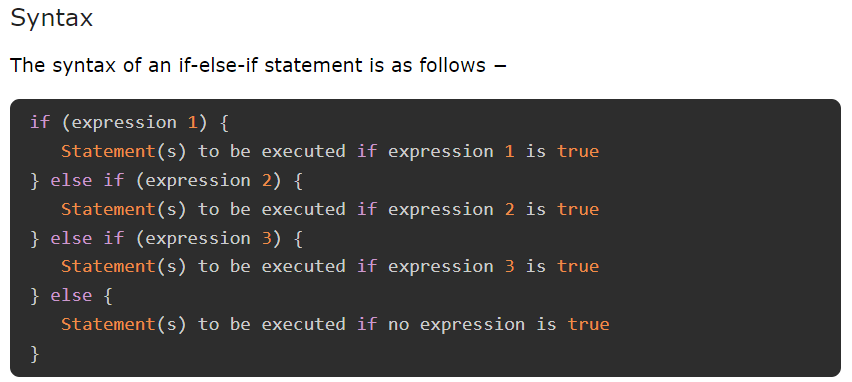 Syntax
The syntax of an if-else-if statement is as follows −
if (expression 1) {
   Statement(s) to be executed if expression 1 is true
} else if (expression 2) {
   Statement(s) to be executed if expression 2 is true
} else if (expression 3) {
   Statement(s) to be executed if expression 3 is true
} else {
   Statement(s) to be executed if no expression is true
}